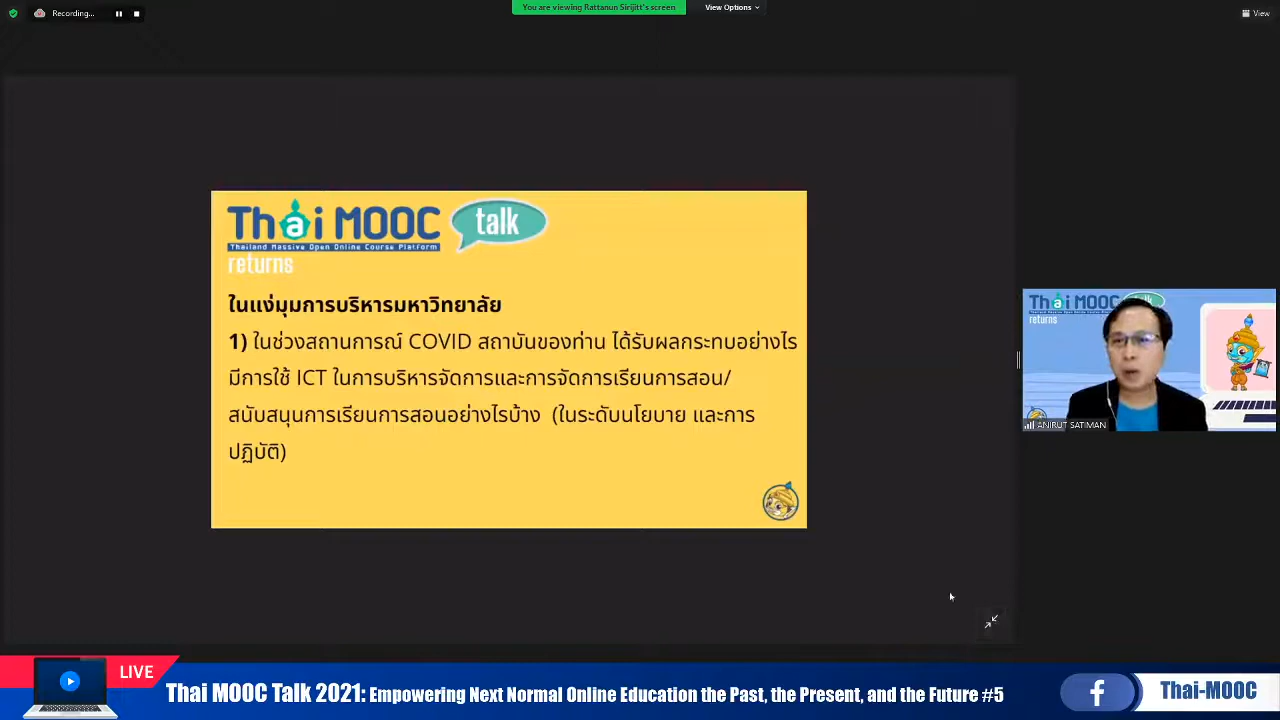 Recording...
You are viewing Rattanun Sirijitt's screen
View Options
View
Thai MOOC talk
Thailand Massive Open Online Course Platform
returns
ในแง่มุมการบริหารมหาวิทยาลัย
1) ในช่วงสถานการณ์ COVID สถาบันของท่าน ได้รับผลกระทบอย่างไร
มีการใช้ ICT ในการบริหารจัดการและการจัดการเรียนการสอน/
สนับสนุนการเรียนการสอนอย่างไรบ้าง (ในระดับนโยบาย และการ
ปฏิบัติ)
Thai MOOC talk
returns
ANIRUT SATIMAN
LIVE
Thai MOOC Talk 2021: Empowering Next Normal Online Education the Past, the Present, and the Future #5
f
Thai-MOOC